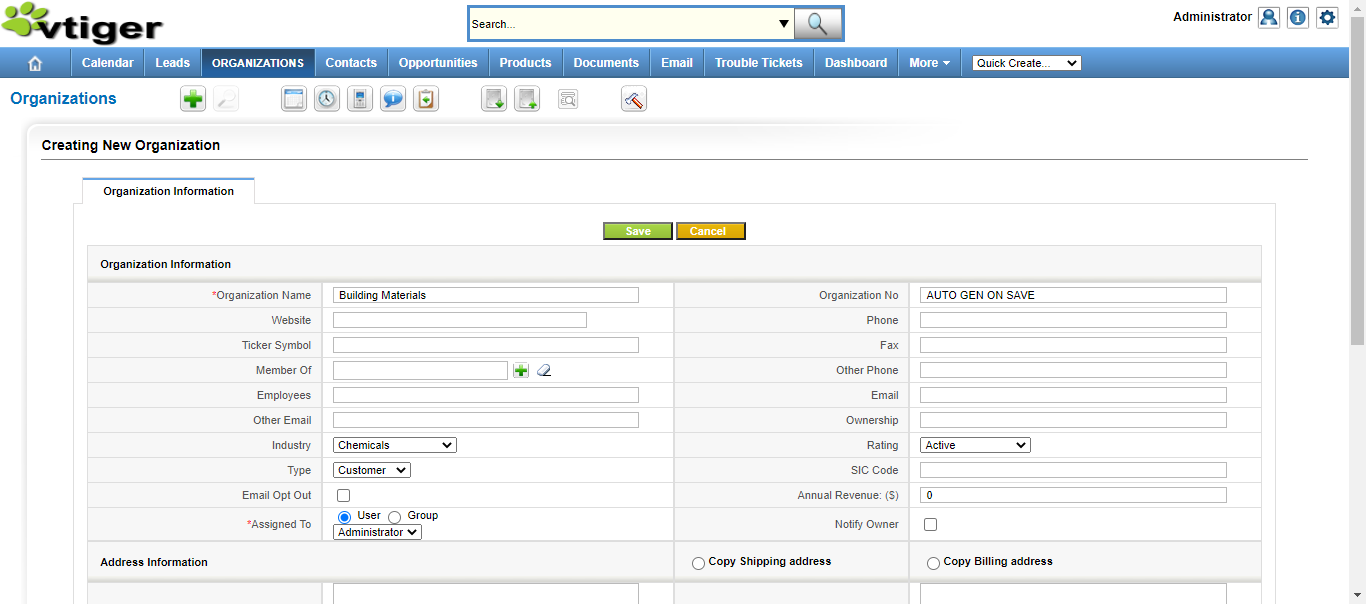 vtiger
Search...
Administrator
Calendar Leads ORGANIZATIONS Contacts Opportunities Products Documents Email Trouble Tickets Dashboard More Quick Create...
Organizations
Creating New Organization
Organization Information
Save Cancel
Organization Information
*Organization Name Building Materials Organization No AUTO GEN ON SAVE
Website Phone
Ticker Symbol Fax
Member Of Other Phone
Employees Email
Other Email Ownership
Industry Chemicals Rating Active
Type Customer SIC Code
Email Opt Out Annual Revenue: ($) 0
*Assigned To User Group Notify Owner
Administrator
Address Information Copy Shipping address Copy Billing address